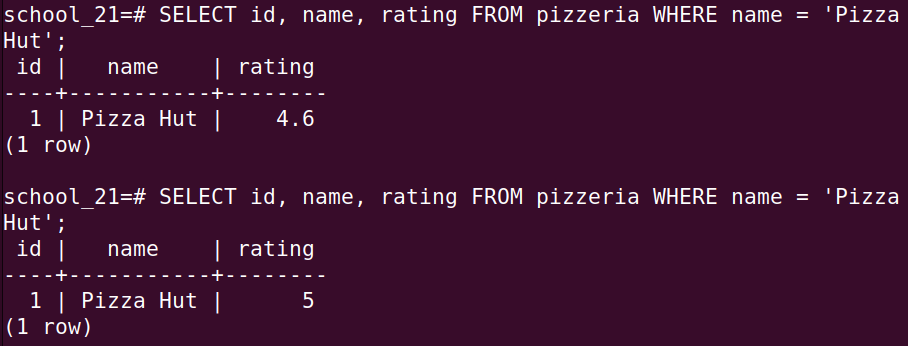 school_21=# SELECT id, name, rating FROM pizzeria WHERE name = 'Pizza
Hut';
 id |   name    | rating
----+-----------+--------
  1 | Pizza Hut |    4.6
(1 row)

school_21=# SELECT id, name, rating FROM pizzeria WHERE name = 'Pizza
Hut';
 id |   name    | rating
----+-----------+--------
  1 | Pizza Hut |      5
(1 row)